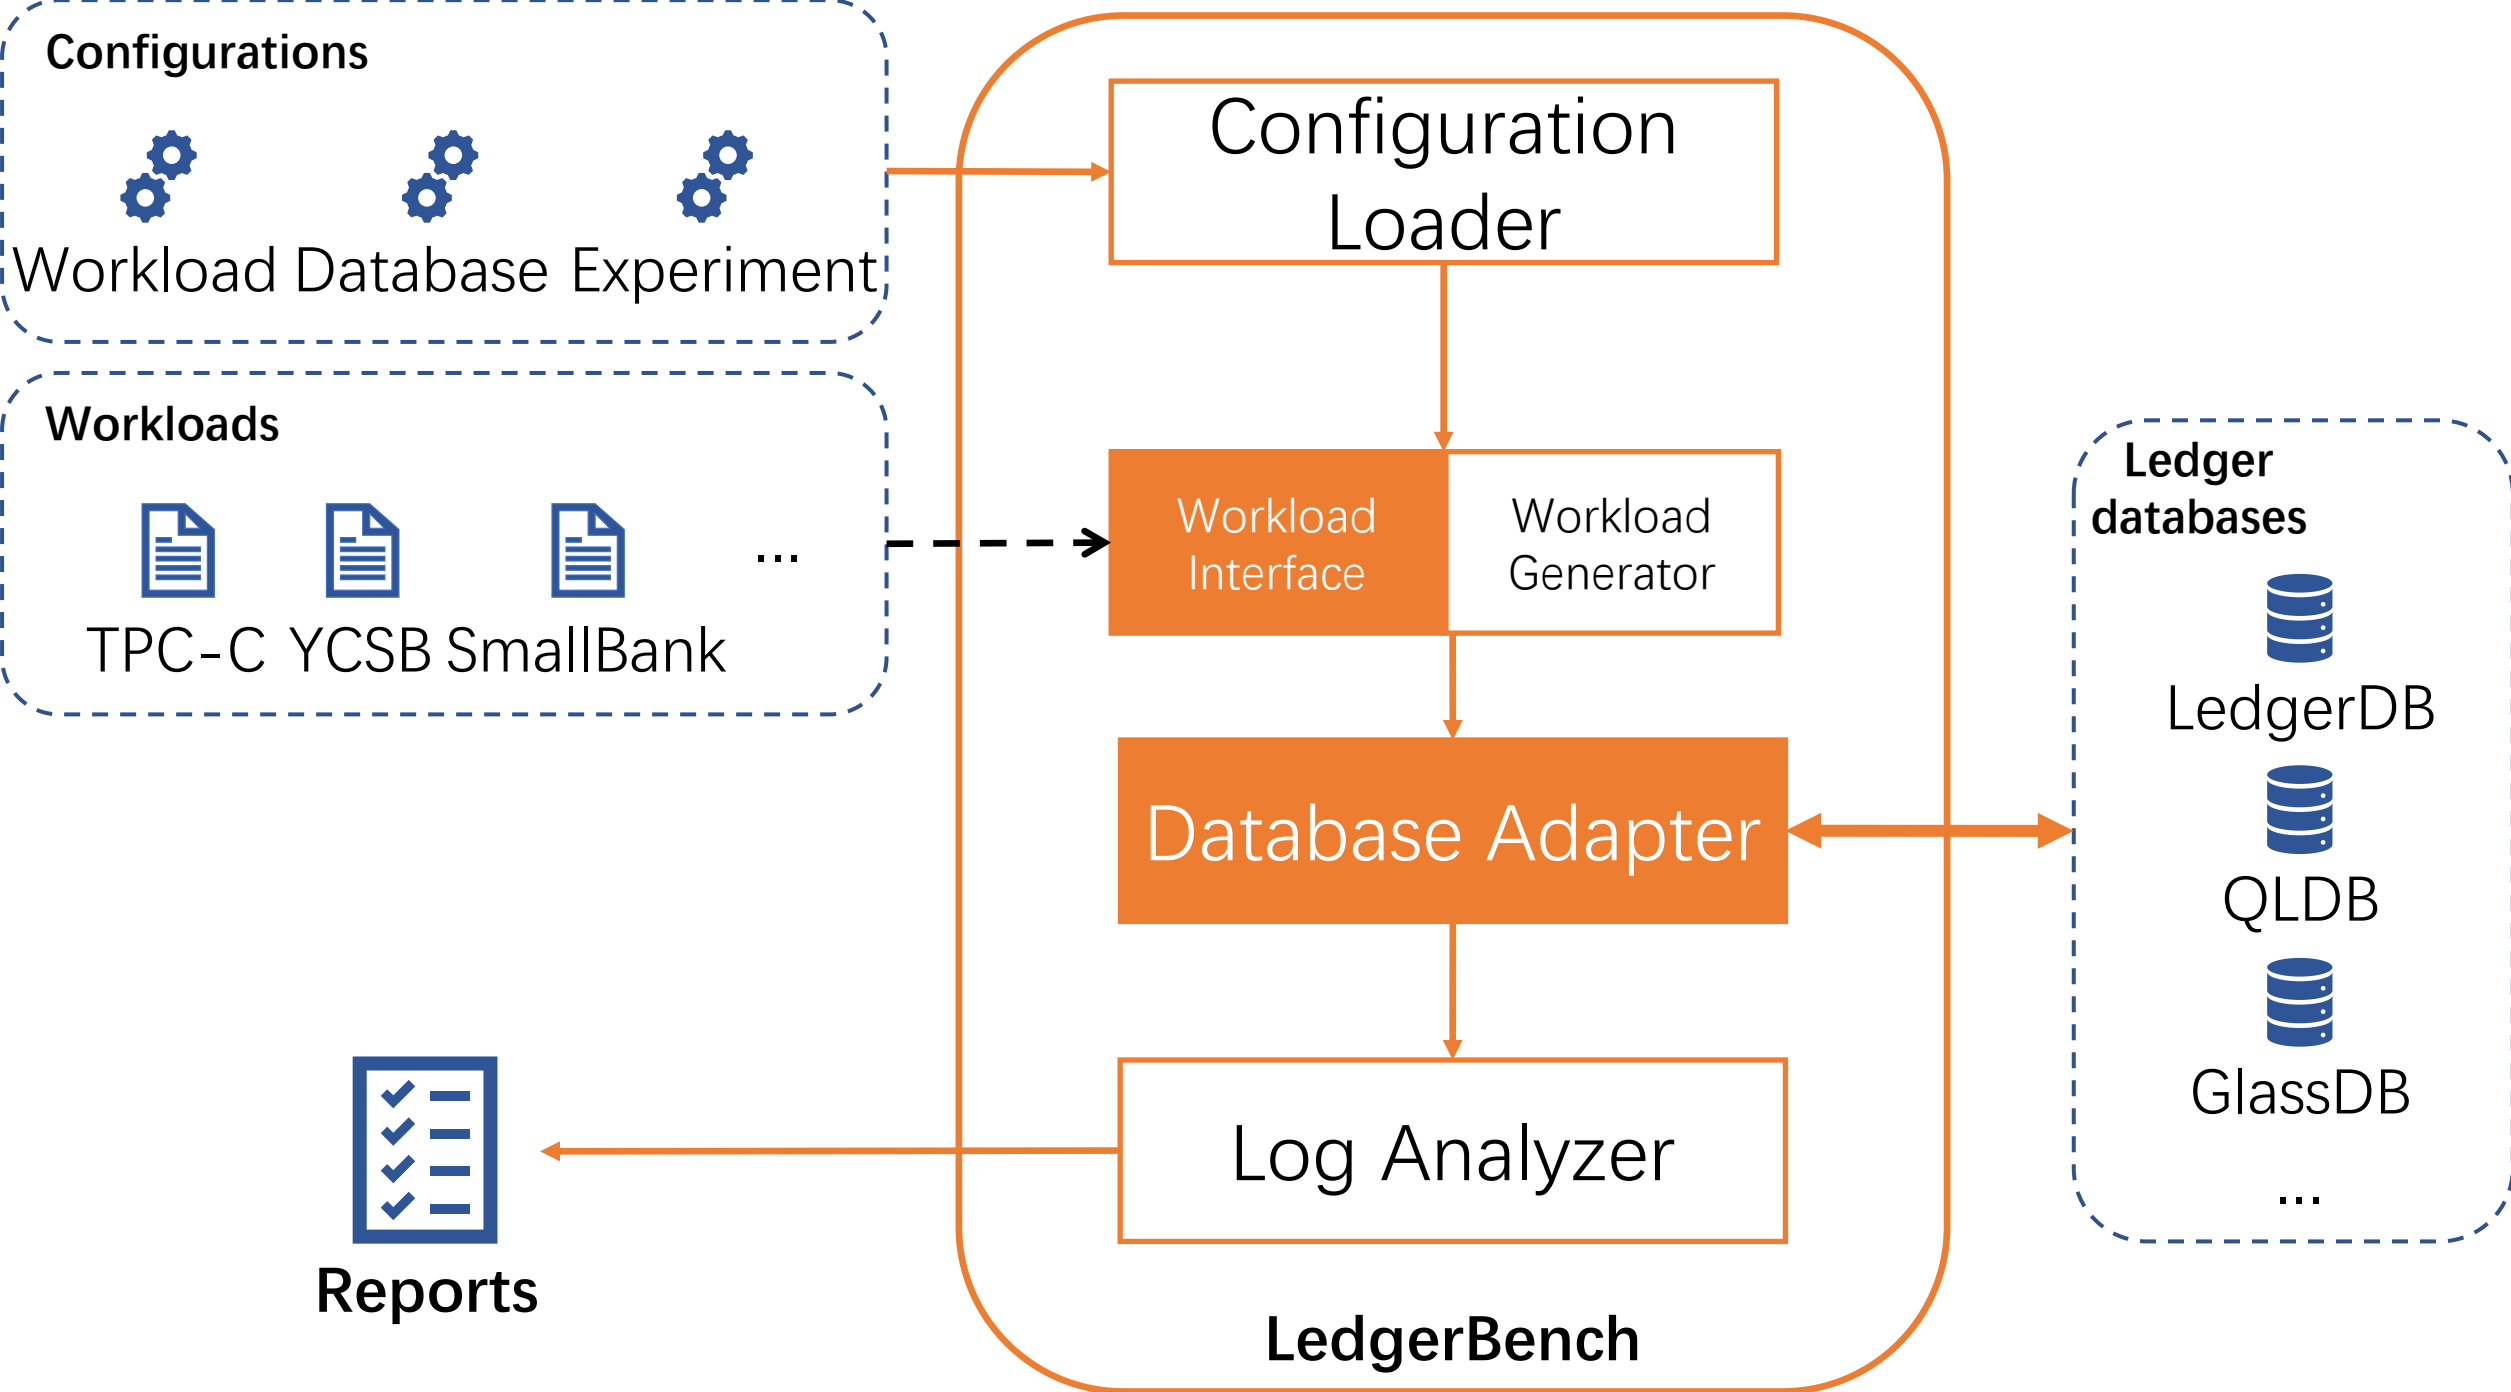 Configurations
Workload Database Experiment
Workloads
TPC-C YCSB SmallBank ...
Configuration
Loader
Workload
Interface
Workload
Generator
Database Adapter
Log Analyzer
LedgerBench
Ledger
databases
LedgerDB
QLDB
GlassDB
...
Reports